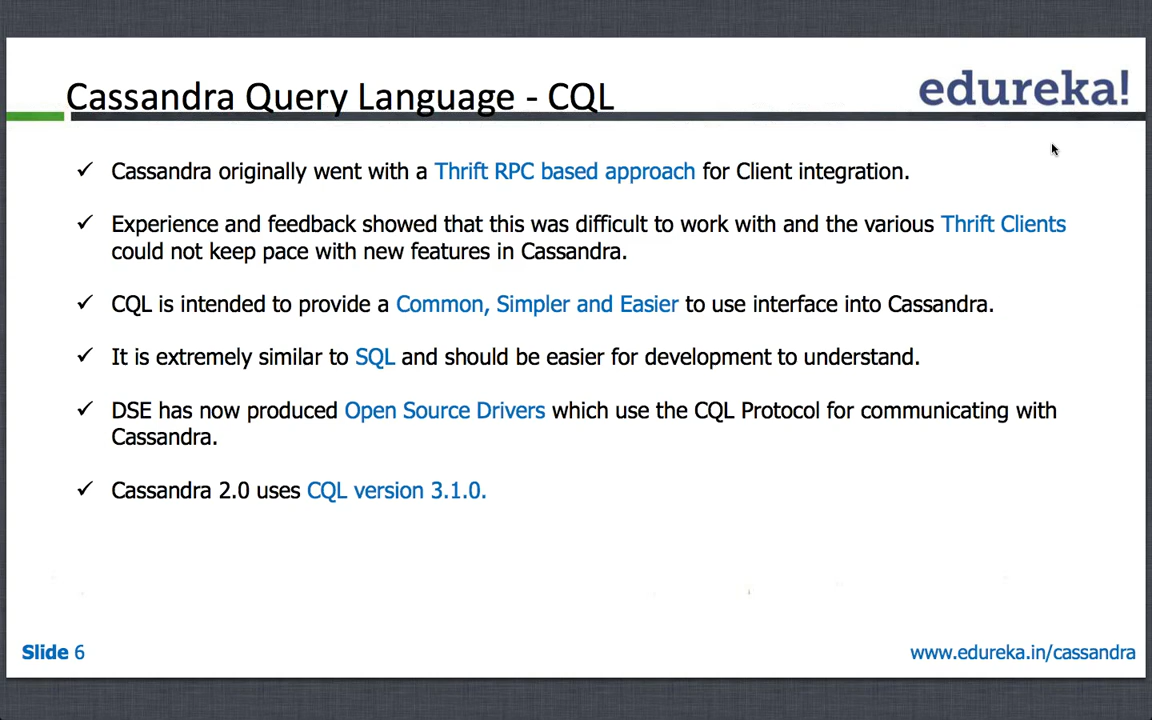 Cassandra Query Language - CQL
edureka!
✓ Cassandra originally went with a Thrift RPC based approach for Client integration.
✓ Experience and feedback showed that this was difficult to work with and the various Thrift Clients
could not keep pace with new features in Cassandra.
✓ CQL is intended to provide a Common, Simpler and Easier to use interface into Cassandra.
✓ It is extremely similar to SQL and should be easier for development to understand.
✓ DSE has now produced Open Source Drivers which use the CQL Protocol for communicating with
Cassandra.
✓ Cassandra 2.0 uses CQL version 3.1.0.
Slide 6
www.edureka.in/cassandra